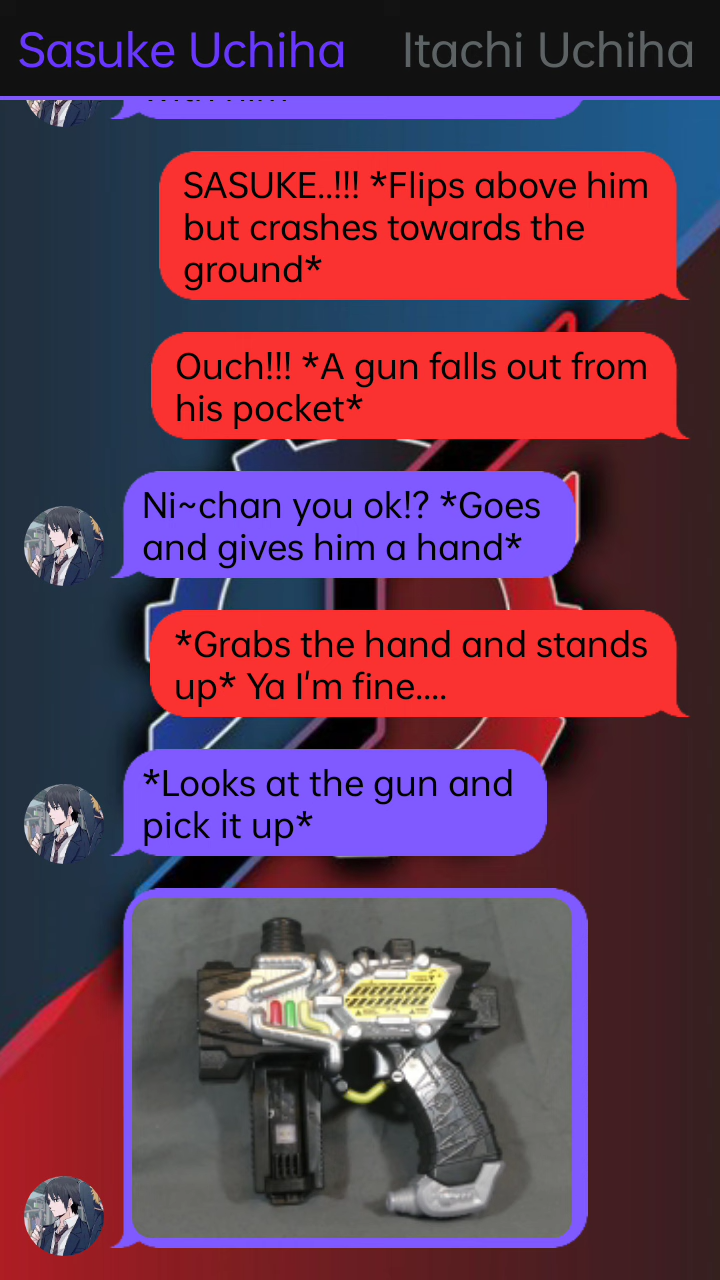 Sasuke Uchiha
Itachi Uchiha
SASUKE..!!! *Flips above him
but crashes towards the
ground*
Ouch!!! *A gun falls out from
his pocket*
Ni~chan you ok!? *Goes
and gives him a hand*
*Grabs the hand and stands
up* Ya I'm fine....
*Looks at the gun and
pick it up*